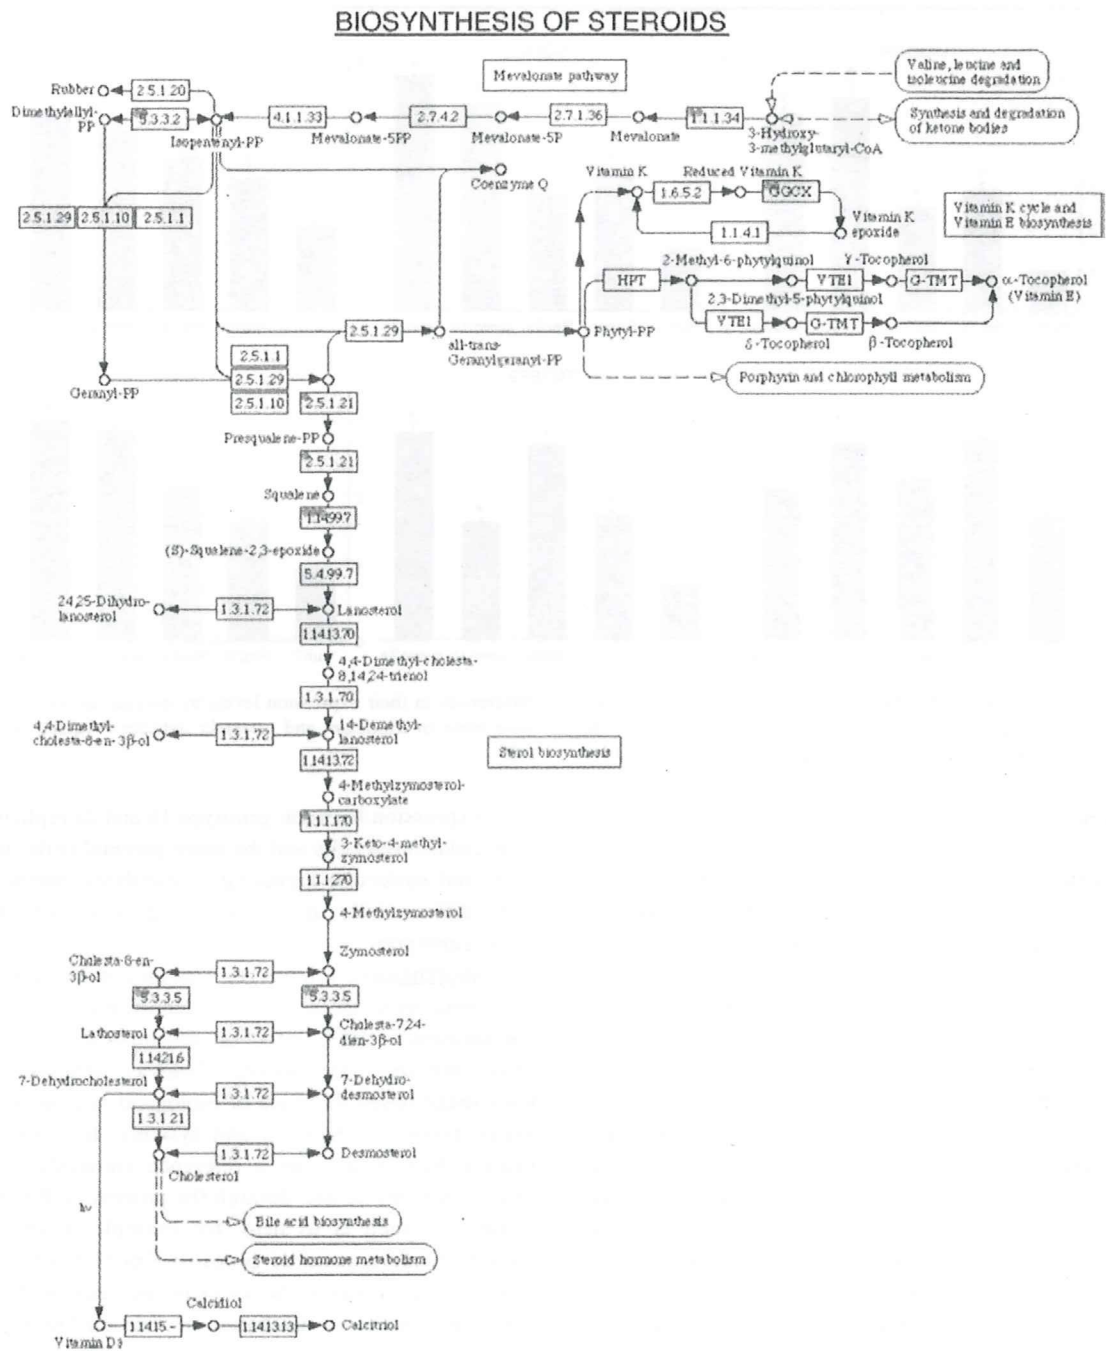 BIOSYNTHESIS OF STEROIDS
Rubber
2.5.1.20
Mevalonate pathway
Valine, leucine and
isoleucine degradation
Dimethylallyl-
PP
5.3.3.2
Isopentenyl-PP
4.1.1.33
Mevalonate-5PP
2.7.4.2
Mevalonate-5P
2.7.1.36
Mevalonate
1.1.1.34
3-Hydroxy-
3-methylglutaryl-CoA
Synthesis and degradation
of ketone bodies
Coenzyme Q
Vitamin K
1.6.5.2
Reduced Vitamin K
GGCX
Vitamin K
epoxide
1.1.4.1
Vitamin K cycle and
Vitamin E biosynthesis
2.5.1.29
2.5.1.10
2.5.1.1
HPT
2-Methyl-6-phytylquinol
VTE1
γ-Tocopherol
G-TMT
α-Tocopherol
(Vitamin E)
2,3-Dimethyl-5-phytylquinol
VTE1
δ-Tocopherol
G-TMT
β-Tocopherol
2.5.1.29
all-trans-
Geranylgeranyl-PP
Phytyl-PP
Porphyrin and chlorophyll metabolism
Geranyl-PP
2.5.1.1
2.5.1.29
2.5.1.10
2.5.1.21
Presqualene-PP
2.5.1.21
Squalene
1.1499.7
(S)-Squalene-2,3-epoxide
5.4.99.7
24,25-Dihydro-
lanosterol
1.3.1.72
Lanosterol
1.1413.70
4,4-Dimethyl-cholesta-
8,14,24-trienol
1.3.1.70
4,4-Dimethyl-
cholesta-8-en-3β-ol
1.3.1.72
14-Demethyl-
lanosterol
Sterol biosynthesis
1.1413.72
4-Methylzymosterol-
carboxylate
1.1.1.170
3-Keto-4-methyl-
zymosterol
1.1.1.270
4-Methylzymosterol
Zymosterol
Cholesta-8-en-
3β-ol
1.3.1.72
5.3.3.5
5.3.3.5
Lathosterol
1.3.1.72
Cholesta-7,24-
dien-3β-ol
1.1421.6
7-Dehydrocholesterol
1.3.1.72
7-Dehydro-
desmosterol
1.3.1.21
1.3.1.72
Desmosterol
Cholesterol
hν
Bile acid biosynthesis
Steroid hormone metabolism
Vitamin D3
1.1415.-
Calcidiol
1.1413.13
Calcitriol